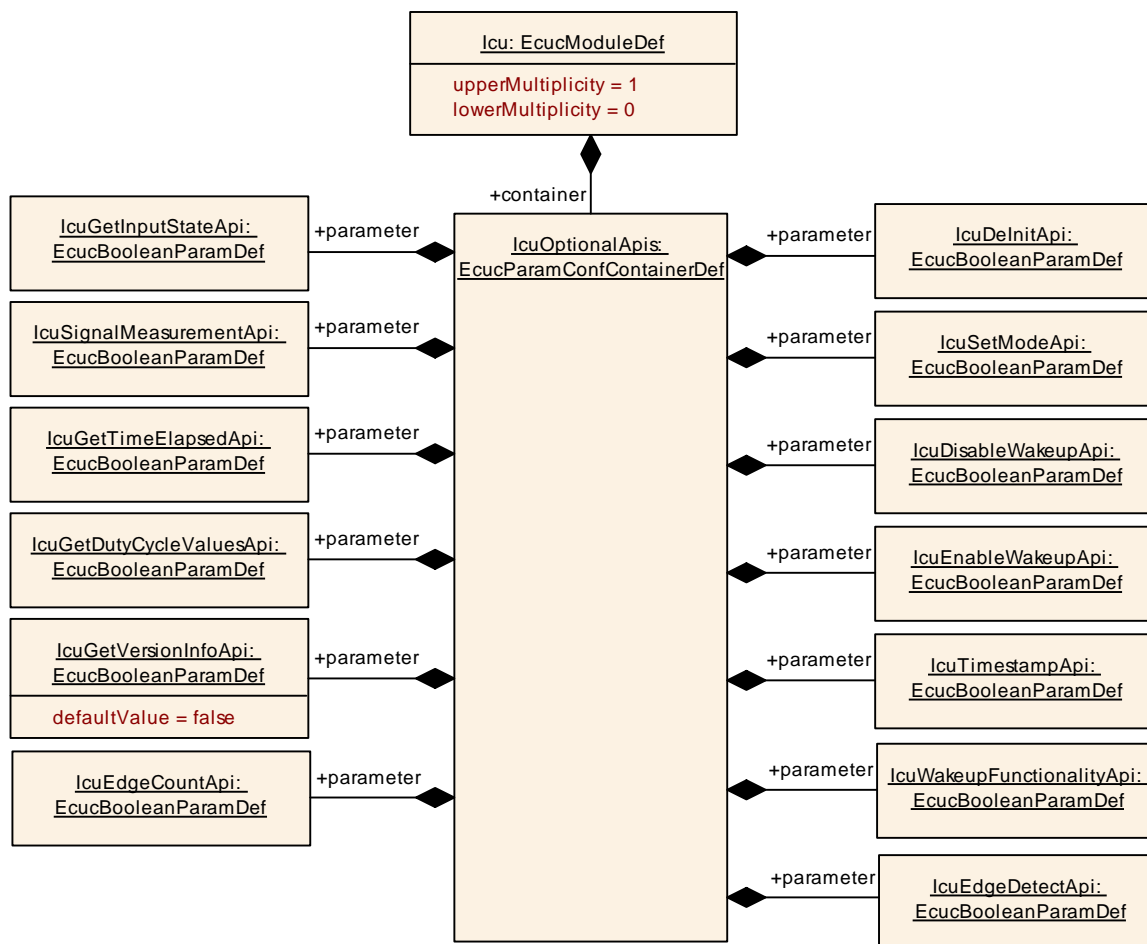 Icu: EcucModuleDef
upperMultiplicity = 1
lowerMultiplicity = 0
+container
IcuOptionalApis:
EcucParamConfContainerDef
IcuGetInputStateApi:
EcucBooleanParamDef
+parameter
IcuSignalMeasurementApi:
EcucBooleanParamDef
+parameter
IcuGetTimeElapsedApi:
EcucBooleanParamDef
+parameter
IcuGetDutyCycleValuesApi:
EcucBooleanParamDef
+parameter
IcuGetVersionInfoApi:
EcucBooleanParamDef
defaultValue = false
+parameter
IcuEdgeCountApi:
EcucBooleanParamDef
+parameter
+parameter
IcuDeInitApi:
EcucBooleanParamDef
+parameter
IcuSetModeApi:
EcucBooleanParamDef
+parameter
IcuDisableWakeupApi:
EcucBooleanParamDef
+parameter
IcuEnableWakeupApi:
EcucBooleanParamDef
+parameter
IcuTimestampApi:
EcucBooleanParamDef
+parameter
IcuWakeupFunctionalityApi:
EcucBooleanParamDef
+parameter
IcuEdgeDetectApi:
EcucBooleanParamDef